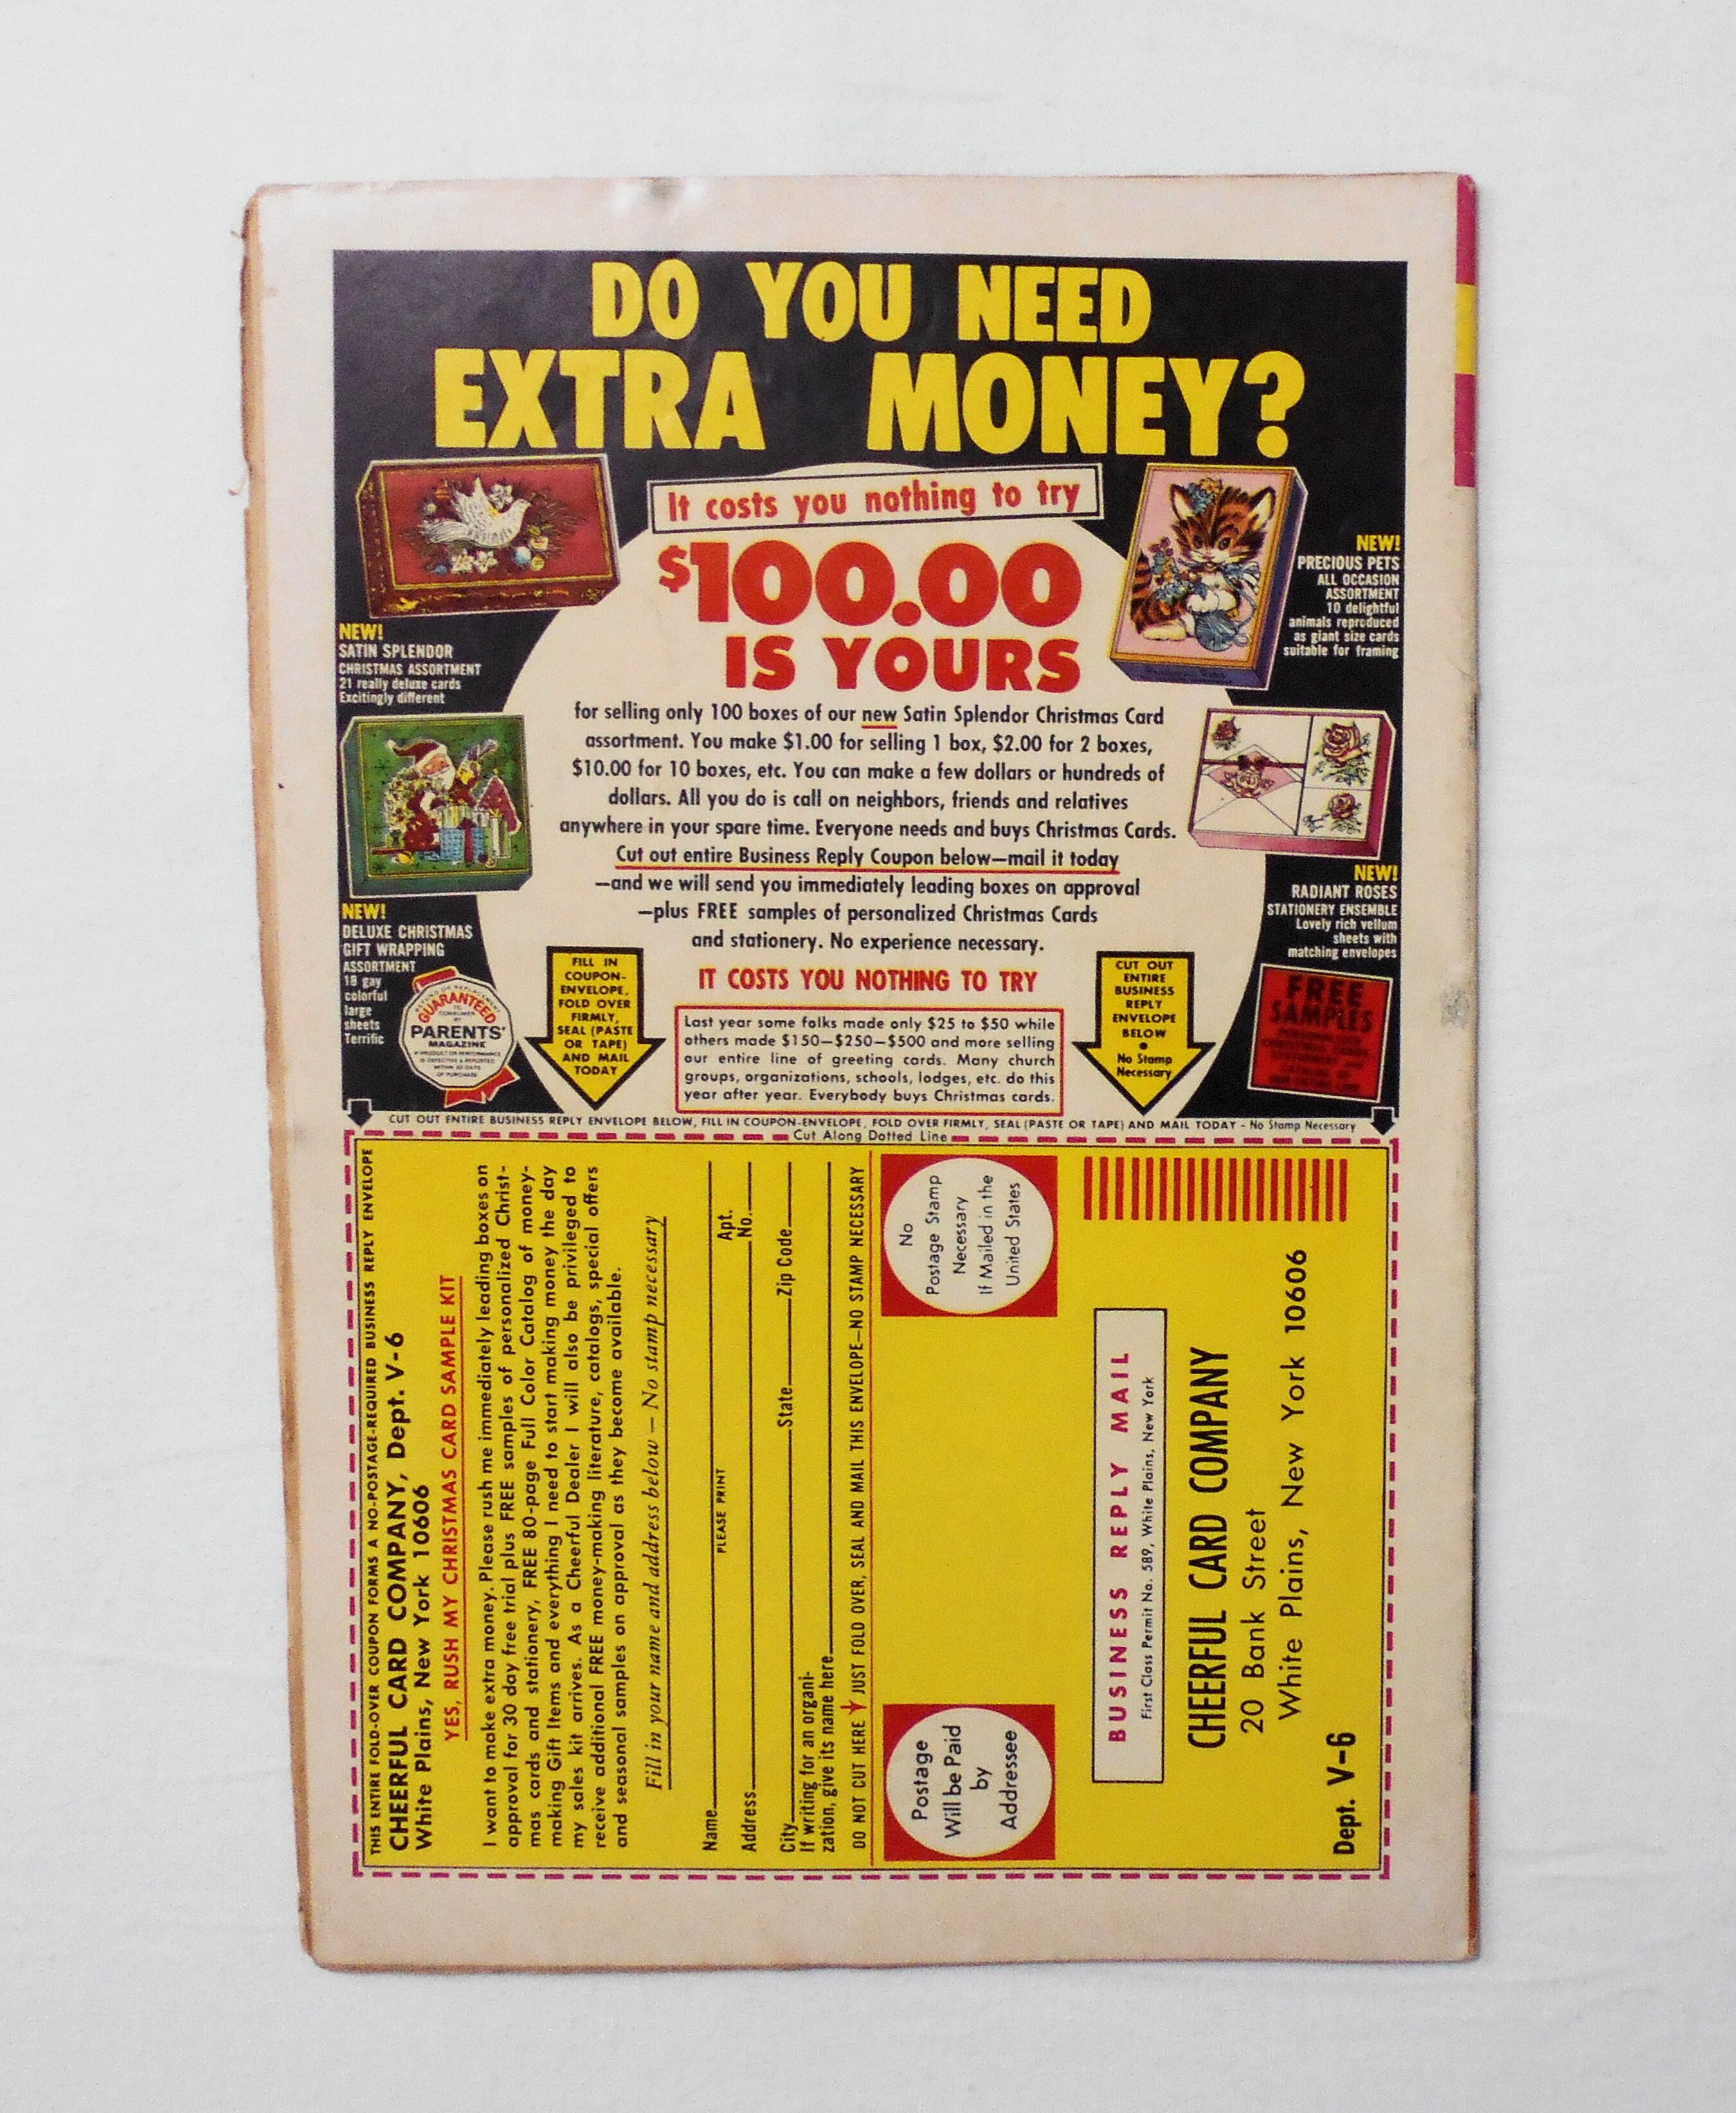 DO YOU NEED
EXTRA MONEY?
It costs you nothing to try
$100.00
IS YOURS
for selling only 100 boxes of our new Satin Splendor Christmas Card
assortment. You make $1.00 for selling 1 box, $2.00 for 2 boxes,
$10.00 for 10 boxes, etc. You can make a few dollars or hundreds of
dollars. All you do is call on neighbors, friends and relatives
anywhere in your spare time. Everyone needs and buys Christmas Cards.
Cut out entire Business Reply Coupon below—mail it today
—and we will send you immediately leading boxes on approval
—plus FREE samples of personalized Christmas Cards
and stationery. No experience necessary.
IT COSTS YOU NOTHING TO TRY
Last year some folks made only $25 to $50 while
others made $150—$250—$500 and more selling
our entire line of greeting cards. Many church
groups, organizations, schools, lodges, etc. do this
year after year. Everybody buys Christmas cards.
NEW!
SATIN SPLENDOR
CHRISTMAS ASSORTMENT
21 really deluxe cards
Excitingly different
NEW!
DELUXE CHRISTMAS
GIFT WRAPPING
ASSORTMENT
18 gay
colorful
large
sheets
Terrific
GUARANTEED
TO
CONSUMER
BY
PARENTS'
MAGAZINE
IF PRODUCT OR PERFORMANCE
IS DEFECTIVE & REPORTED
WITHIN 30 DAYS
OF PURCHASE
FILL IN
COUPON-
ENVELOPE,
FOLD OVER
FIRMLY,
SEAL (PASTE
OR TAPE)
AND MAIL
TODAY
CUT OUT
ENTIRE
BUSINESS
REPLY
ENVELOPE
BELOW
•
No Stamp
Necessary
NEW!
PRECIOUS PETS
ALL OCCASION
ASSORTMENT
10 delightful
animals reproduced
as giant size cards
suitable for framing
NEW!
RADIANT ROSES
STATIONERY ENSEMBLE
Lovely rich vellum
sheets with
matching envelopes
FREE
SAMPLES
CUT OUT ENTIRE BUSINESS REPLY ENVELOPE BELOW, FILL IN COUPON-ENVELOPE, FOLD OVER FIRMLY, SEAL (PASTE OR TAPE) AND MAIL TODAY - No Stamp Necessary
Cut Along Dotted Line
THIS ENTIRE FOLD-OVER COUPON FORMS A NO-POSTAGE-REQUIRED BUSINESS REPLY ENVELOPE
CHEERFUL CARD COMPANY, Dept. V-6
White Plains, New York 10606
YES, RUSH MY CHRISTMAS CARD SAMPLE KIT
I want to make extra money. Please rush me immediately leading boxes on
approval for 30 day free trial plus FREE samples of personalized Christ-
mas cards and stationery, FREE 80-page Full Color Catalog of money-
making Gift Items and everything I need to start making money the day
my sales kit arrives. As a Cheerful Dealer I will also be privileged to
receive additional FREE money-making literature, catalogs, special offers
and seasonal samples on approval as they become available.
Fill in your name and address below — No stamp necessary
Name
PLEASE PRINT
Address Apt. No.
City State Zip Code
If writing for an organi-
zation, give its name here
DO NOT CUT HERE JUST FOLD OVER, SEAL AND MAIL THIS ENVELOPE—NO STAMP NECESSARY
Postage
Will be Paid
by
Addressee
No
Postage Stamp
Necessary
If Mailed in the
United States
BUSINESS REPLY MAIL
First Class Permit No. 589, White Plains, New York
CHEERFUL CARD COMPANY
20 Bank Street
White Plains, New York 10606
Dept. V-6